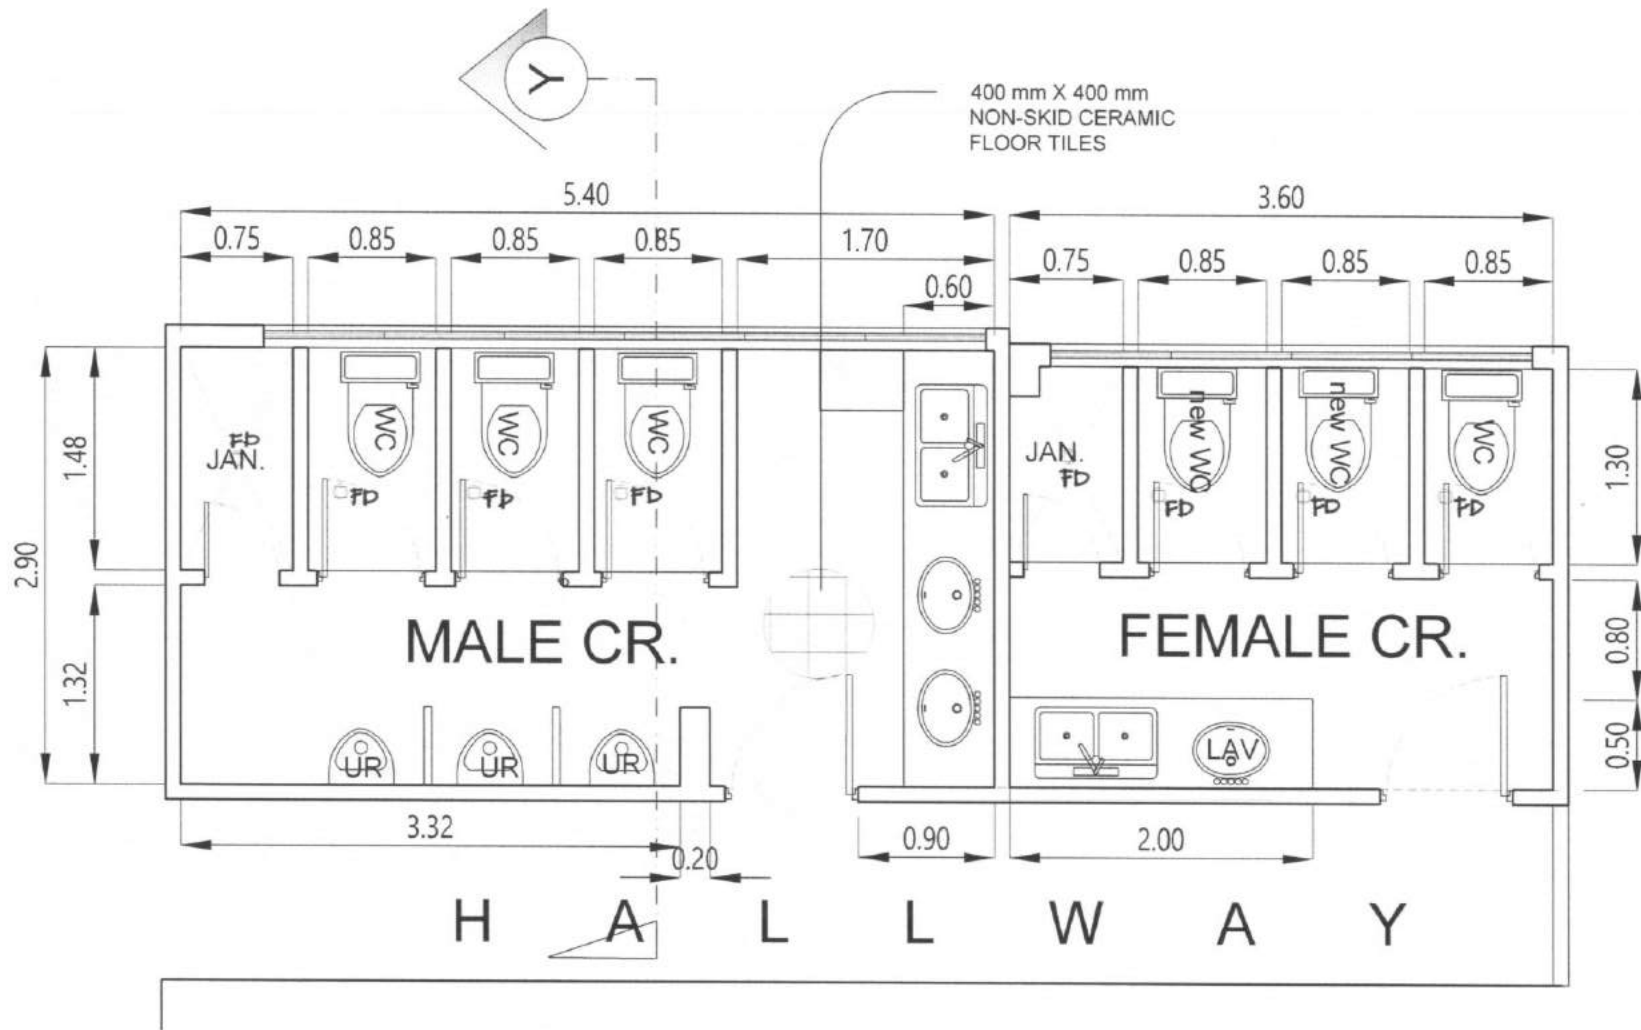 Y
400 mm X 400 mm
NON-SKID CERAMIC
FLOOR TILES
5.40
3.60
0.75
0.85
0.85
0.85
1.70
0.75
0.85
0.85
0.85
0.60
WC
WC
WC
new WC
new WC
WC
FD
JAN.
JAN.
FD
FD
FD
FD
FD
FD
FD
1.48
1.30
2.90
MALE CR.
FEMALE CR.
0.80
1.32
0.50
UR
UR
UR
LAV
3.32
0.20
0.90
2.00
H A L L W A Y